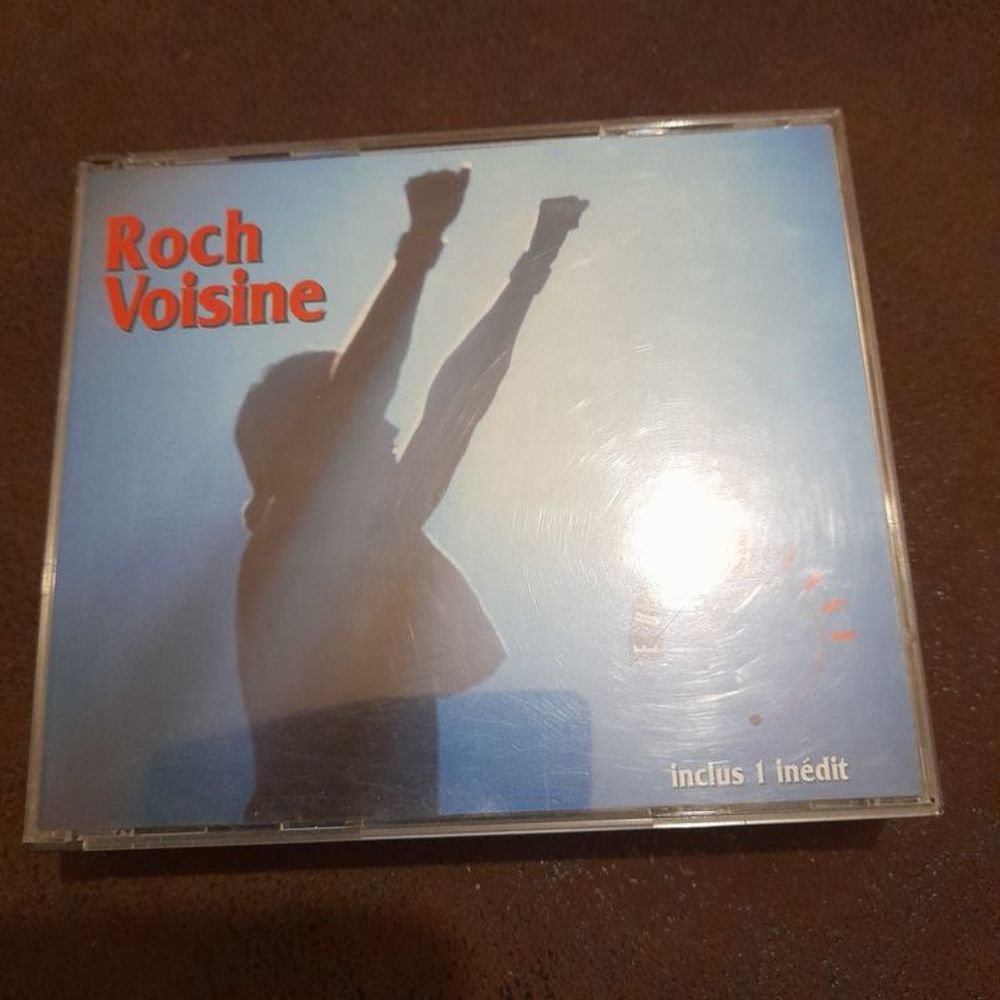 Roch
Voisine
inclus 1 inédit